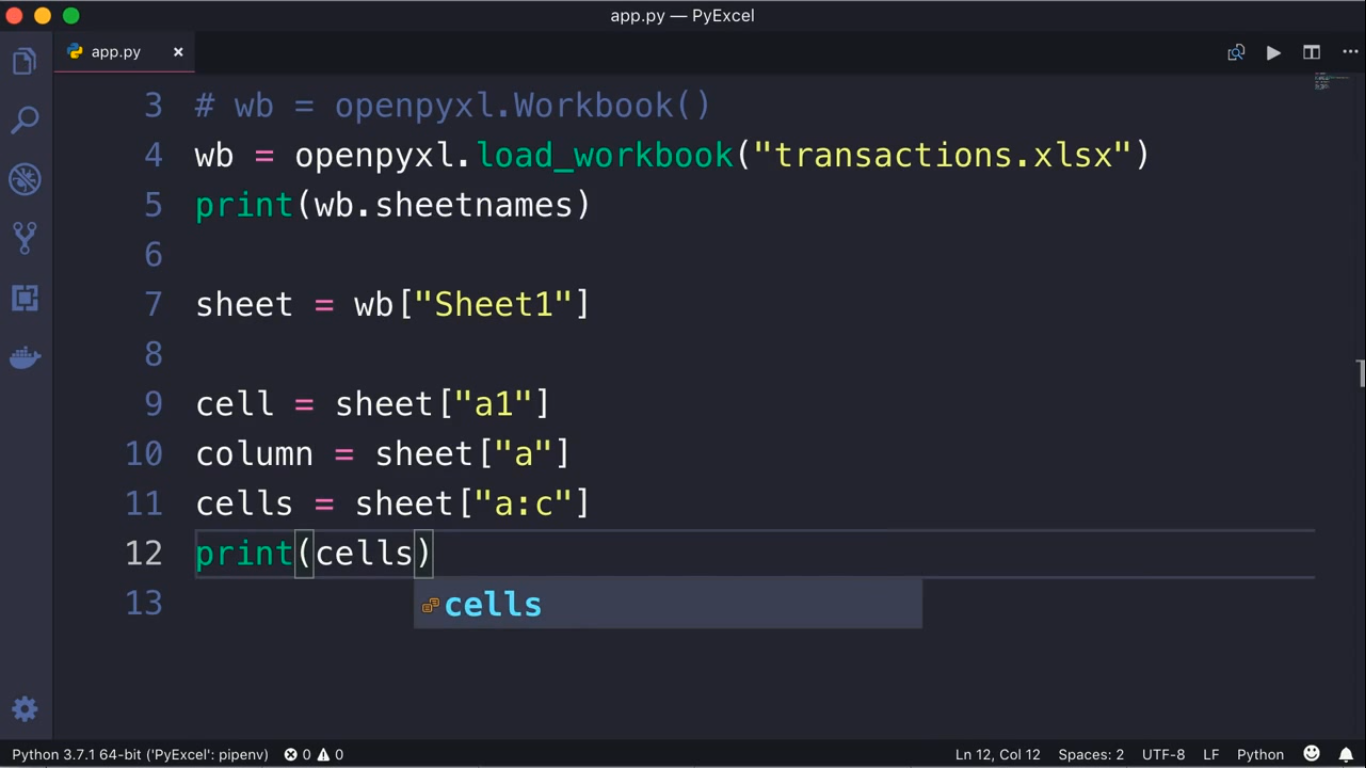 app.py — PyExcel
app.py
3 # wb = openpyxl.Workbook()
4 wb = openpyxl.load_workbook("transactions.xlsx")
5 print(wb.sheetnames)
6
7 sheet = wb["Sheet1"]
8
9 cell = sheet["a1"]
10 column = sheet["a"]
11 cells = sheet["a:c"]
12 print(cells)
13
cells
Python 3.7.1 64-bit ('PyExcel': pipenv) 0 0 Ln 12, Col 12 Spaces: 2 UTF-8 LF Python